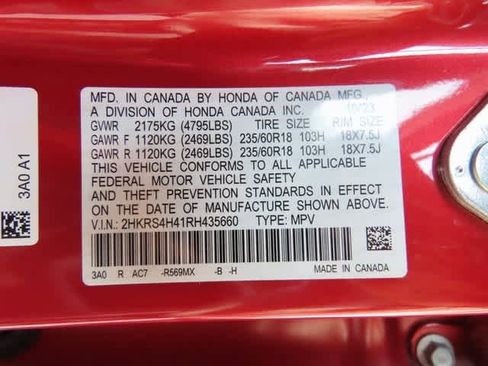 MFD. IN CANADA BY HONDA OF CANADA MFG.,
A DIVISION OF HONDA CANADA INC. 10/23
GVWR 2175KG (4795LBS) TIRE SIZE RIM SIZE
GAWR F 1120KG (2469LBS) 235/60R18 103H 18X7.5J
GAWR R 1120KG (2469LBS) 235/60R18 103H 18X7.5J
THIS VEHICLE CONFORMS TO ALL APPLICABLE
FEDERAL MOTOR VEHICLE SAFETY
AND THEFT PREVENTION STANDARDS IN EFFECT
ON THE DATE OF MANUFACTURE SHOWN ABOVE.
V.I.N.: 2HKRS4H41RH435660 TYPE: MPV
3A0 R AC7 -R569MX -B -H
MADE IN CANADA
3A0 A1